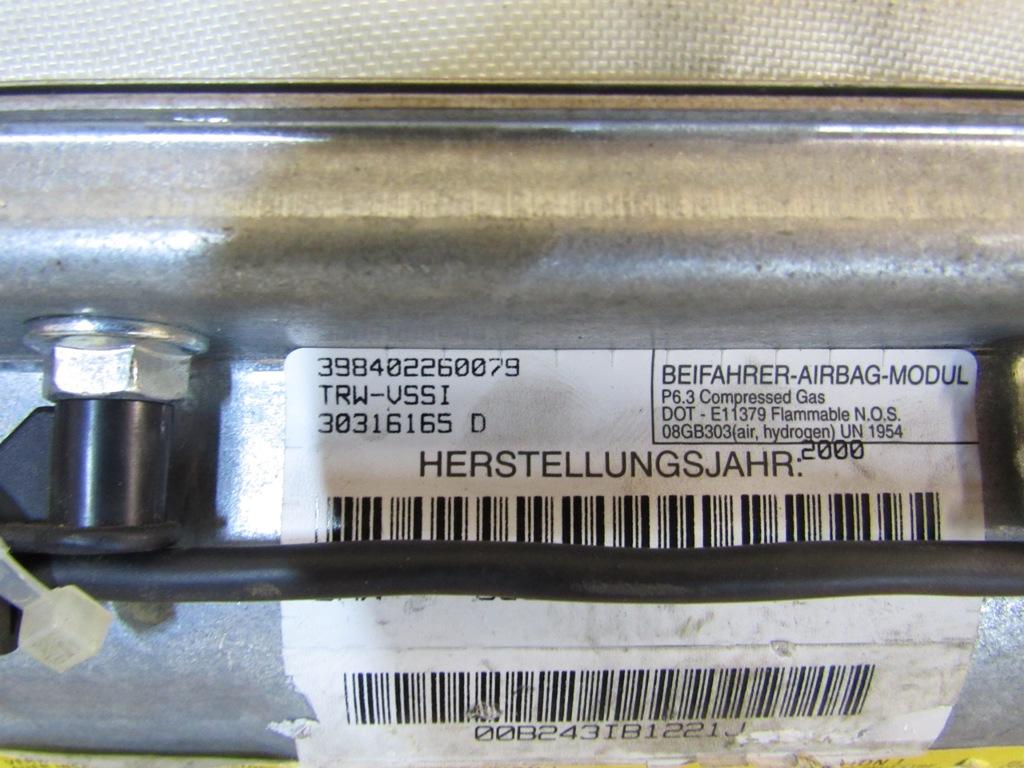 398402260079
TRW-VSSI
30316165 D
BEIFAHRER-AIRBAG-MODUL
P6.3 Compressed Gas
DOT - E11379 Flammable N.O.S.
08GB303(air, hydrogen) UN 1954
HERSTELLUNGSJAHR: 2000
00B243IB1221J